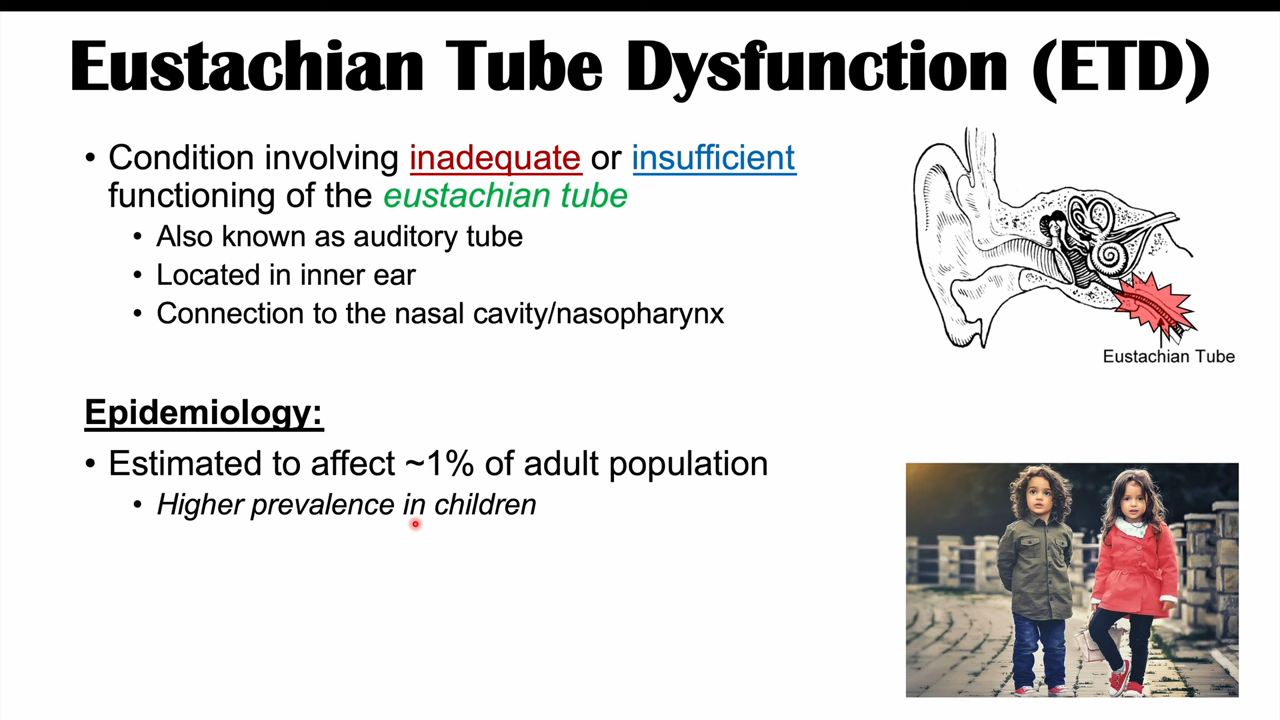 Eustachian Tube Dysfunction (ETD)
• Condition involving inadequate or insufficient
functioning of the eustachian tube
• Also known as auditory tube
• Located in inner ear
• Connection to the nasal cavity/nasopharynx
Eustachian Tube
Epidemiology:
• Estimated to affect ~1% of adult population
• Higher prevalence in children